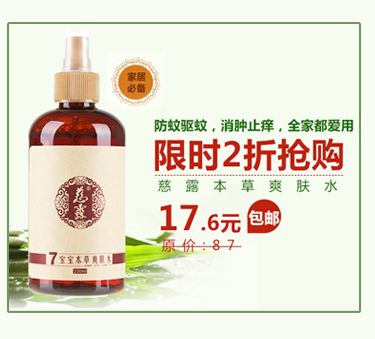 家居
必备
防蚊驱蚊，消肿止痒，全家都爱用
限时2折抢购
慈露本草爽肤水
17.6元 包邮
原价:87
慈露
7宝宝本草爽肤水